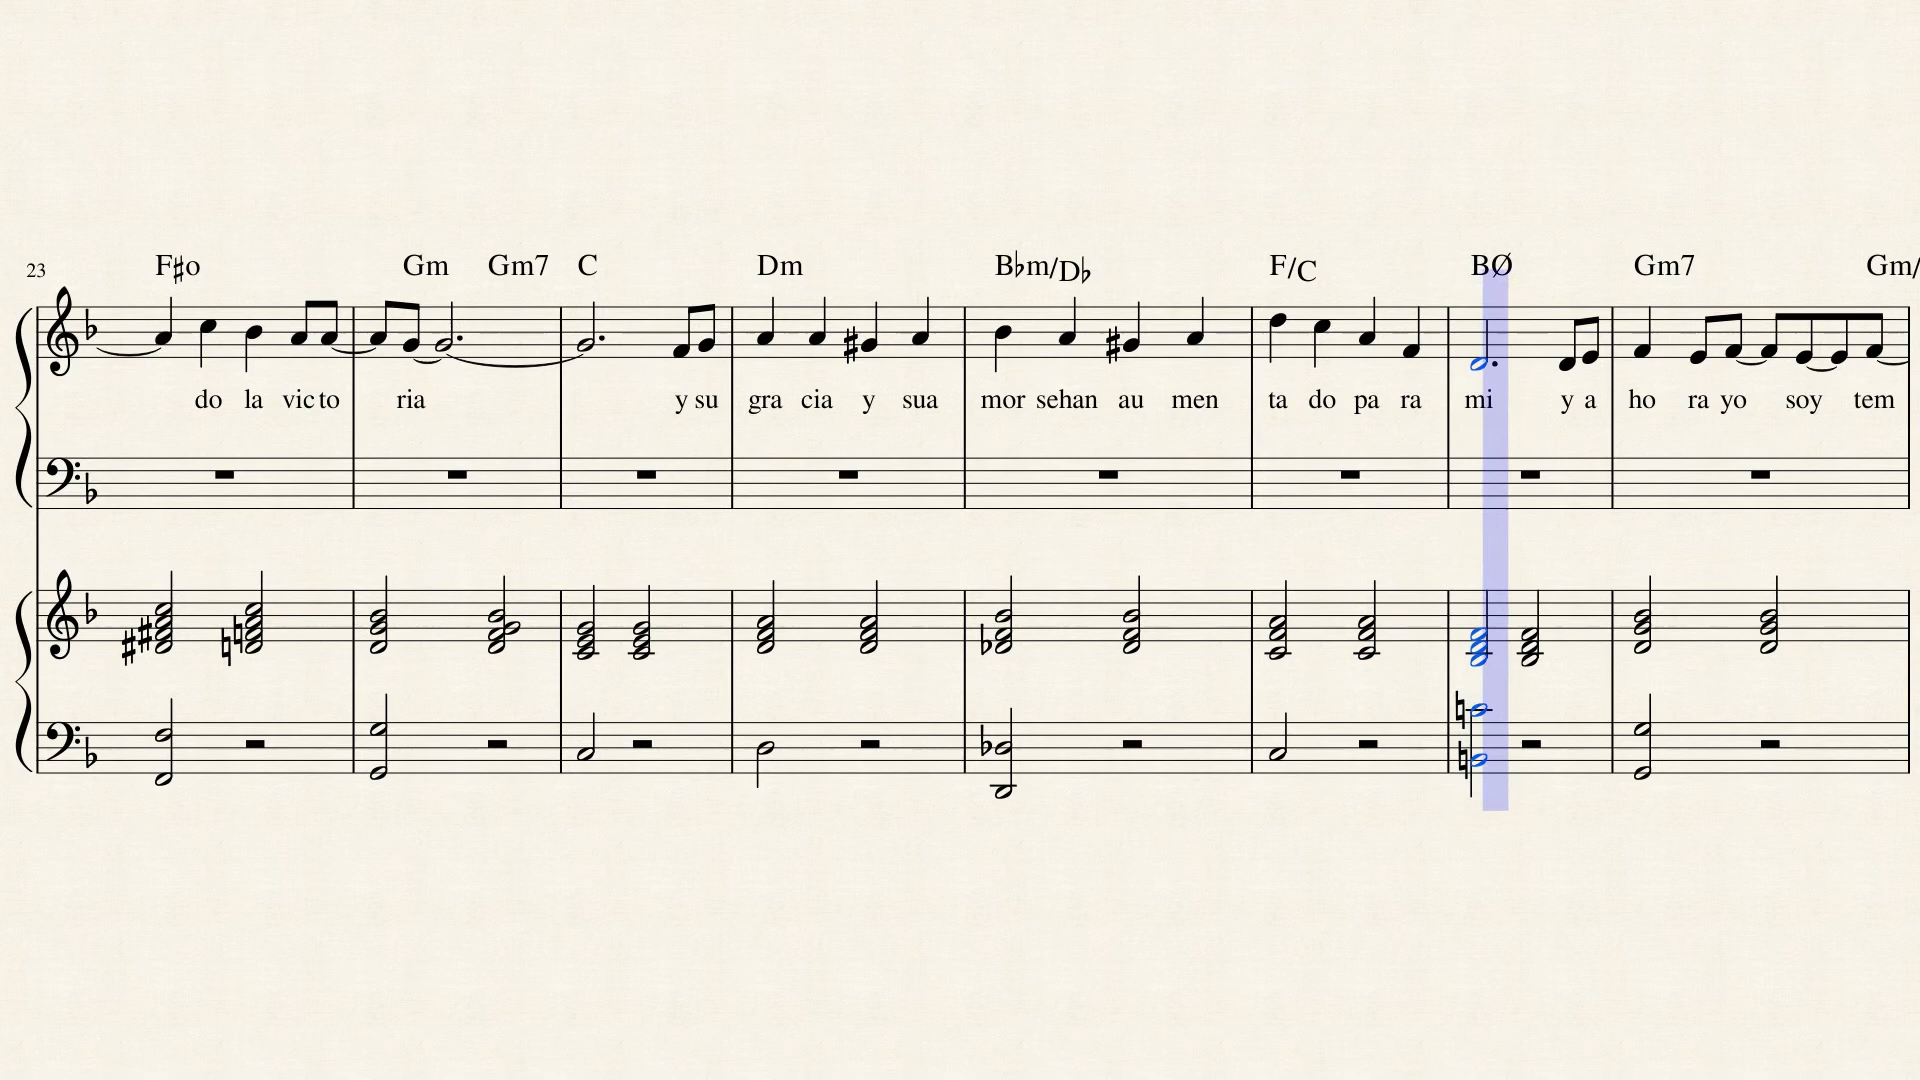 23 F♯o Gm Gm7 C Dm B♭m/D♭ F/C BØ Gm7 Gm/
do la vic to ria y su gra cia y sua mor sehan au men ta do pa ra mi y a ho ra yo soy tem